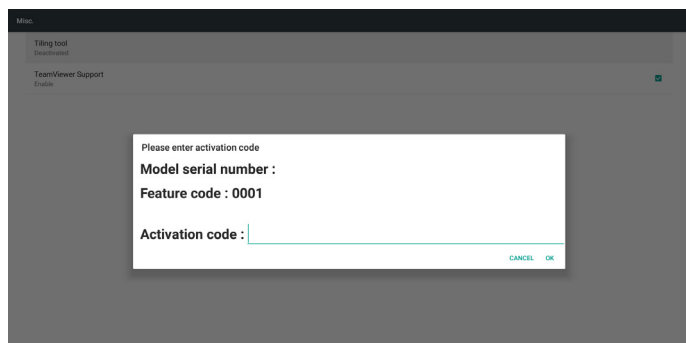 Misc.
Tiling tool
Deactivated
TeamViewer Support
Enable
Please enter activation code
Model serial number :
Feature code : 0001
Activation code :
CANCEL OK